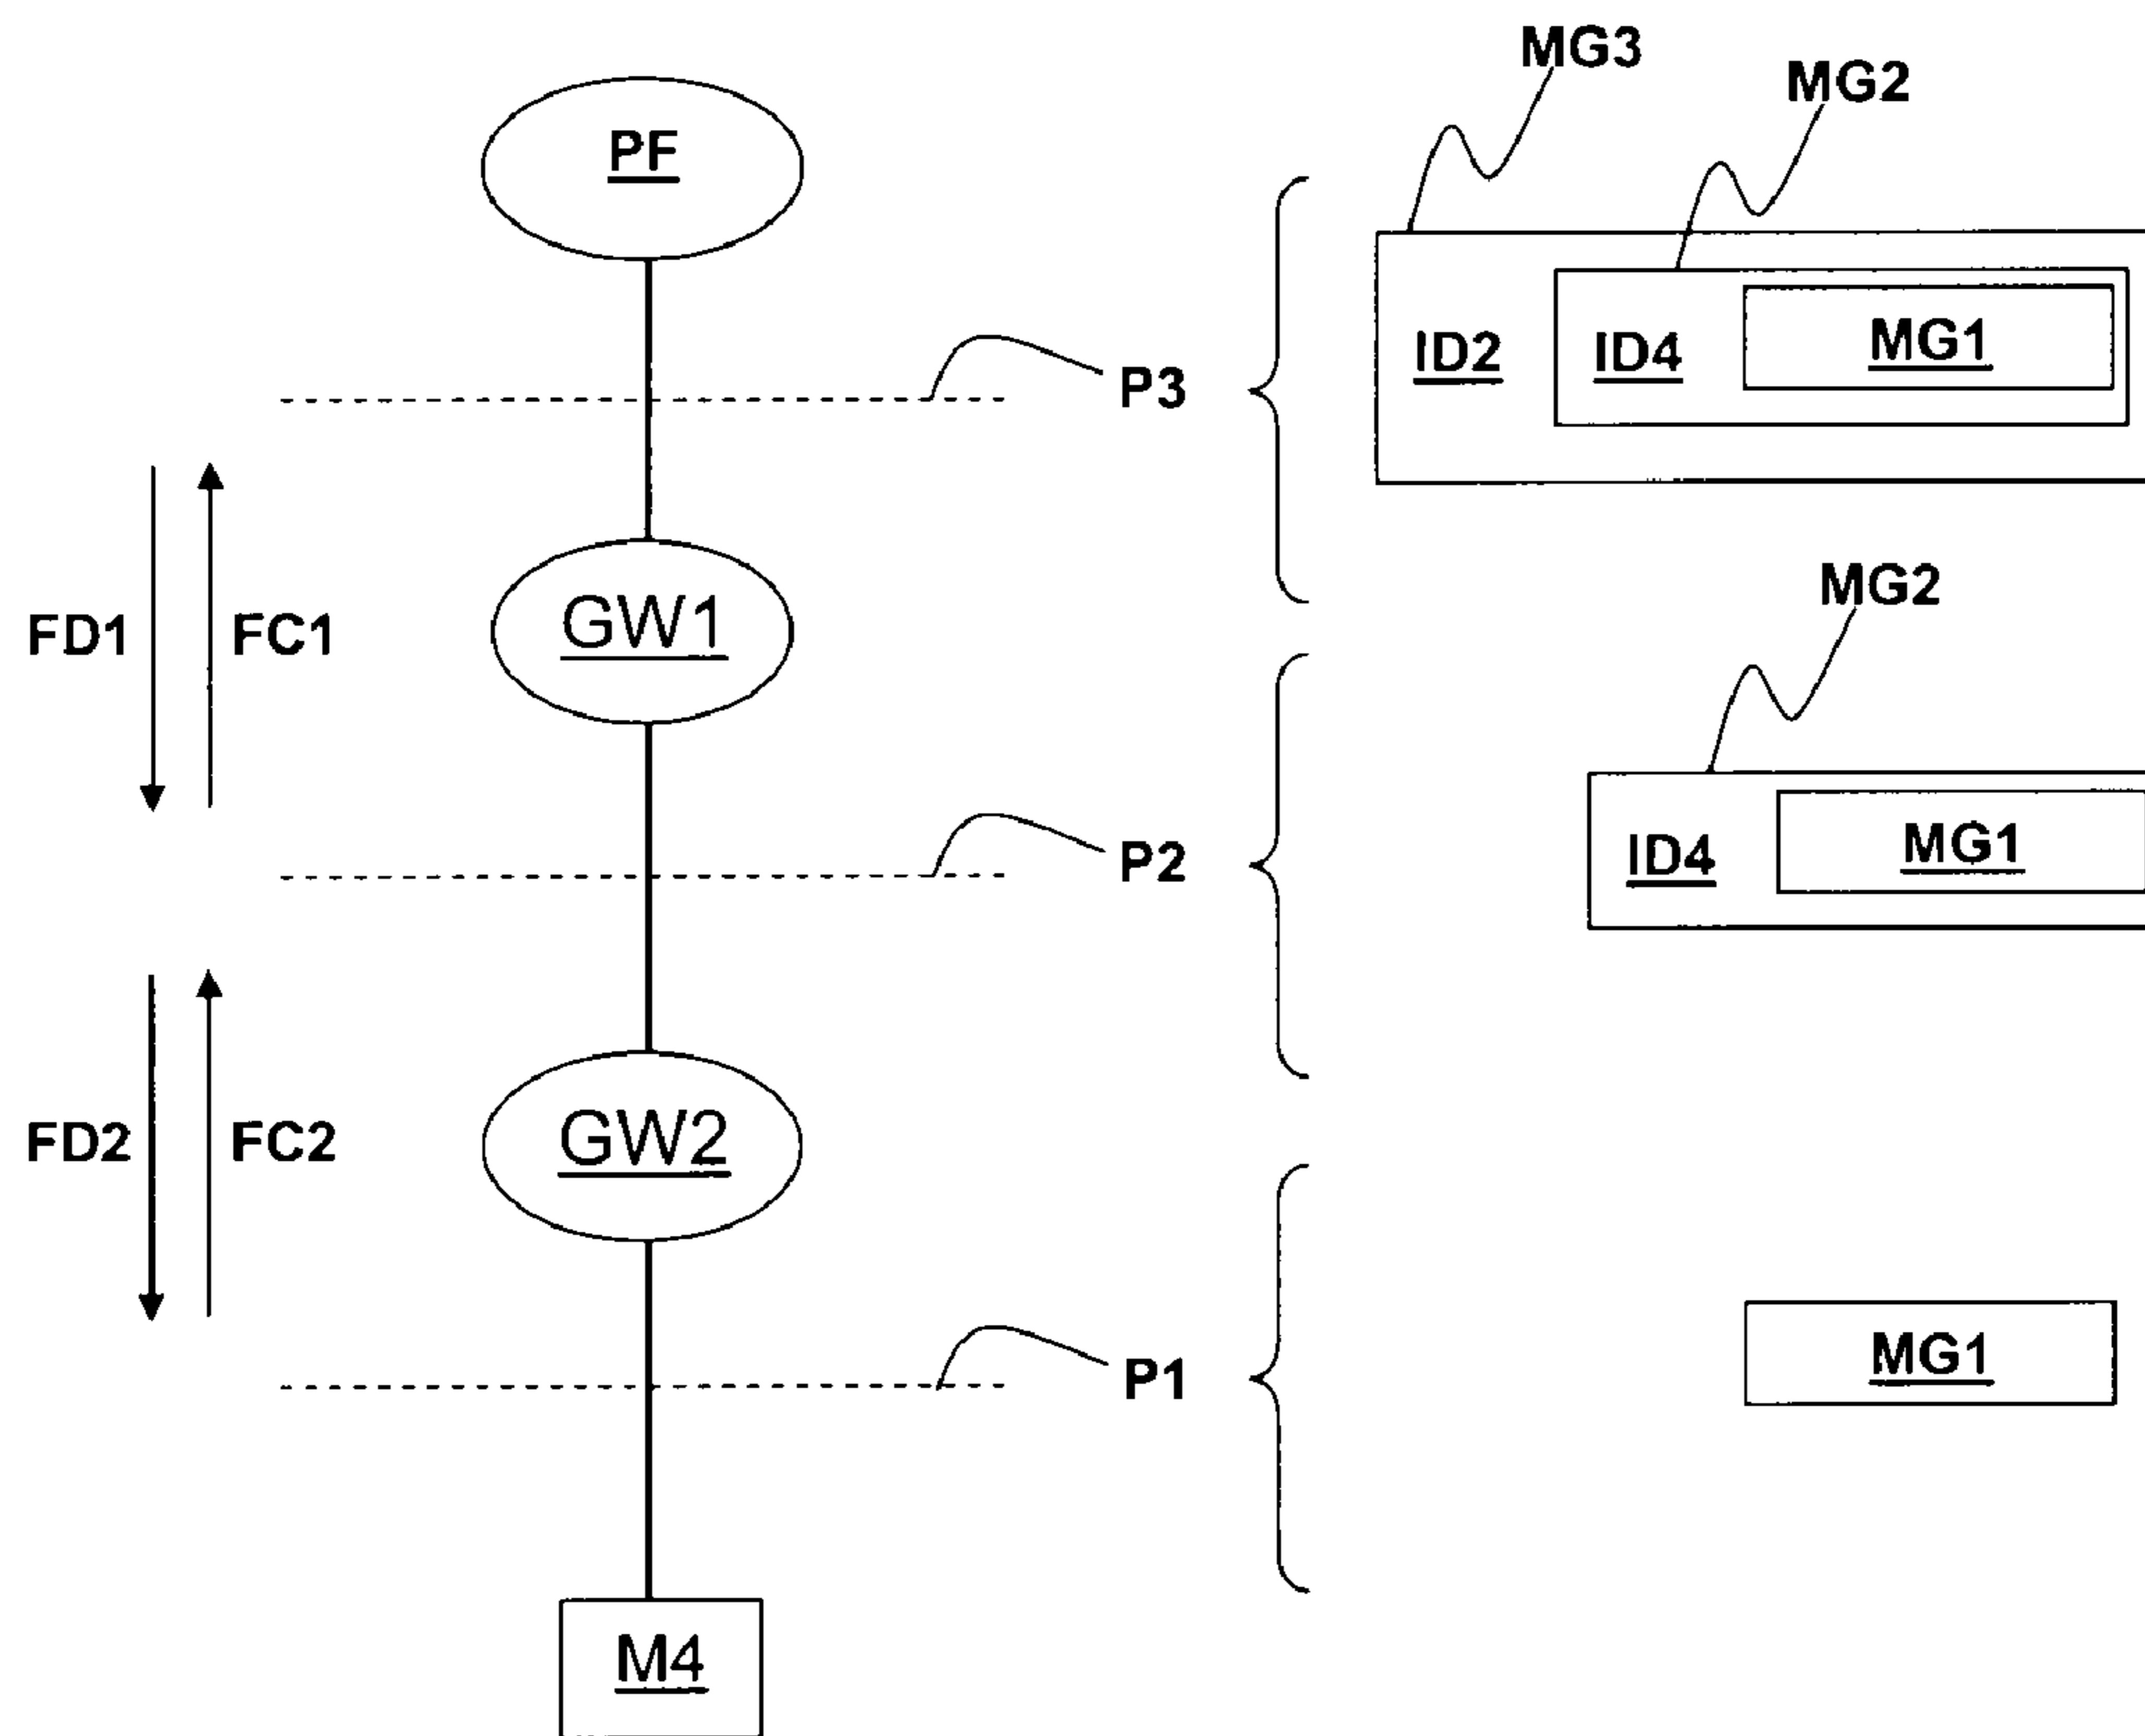 MG3
MG2
PF
ID2 ID4 MG1
P3
MG2
FD1 FC1 GW1
P2
ID4 MG1
FD2 FC2 GW2
P1
MG1
M4